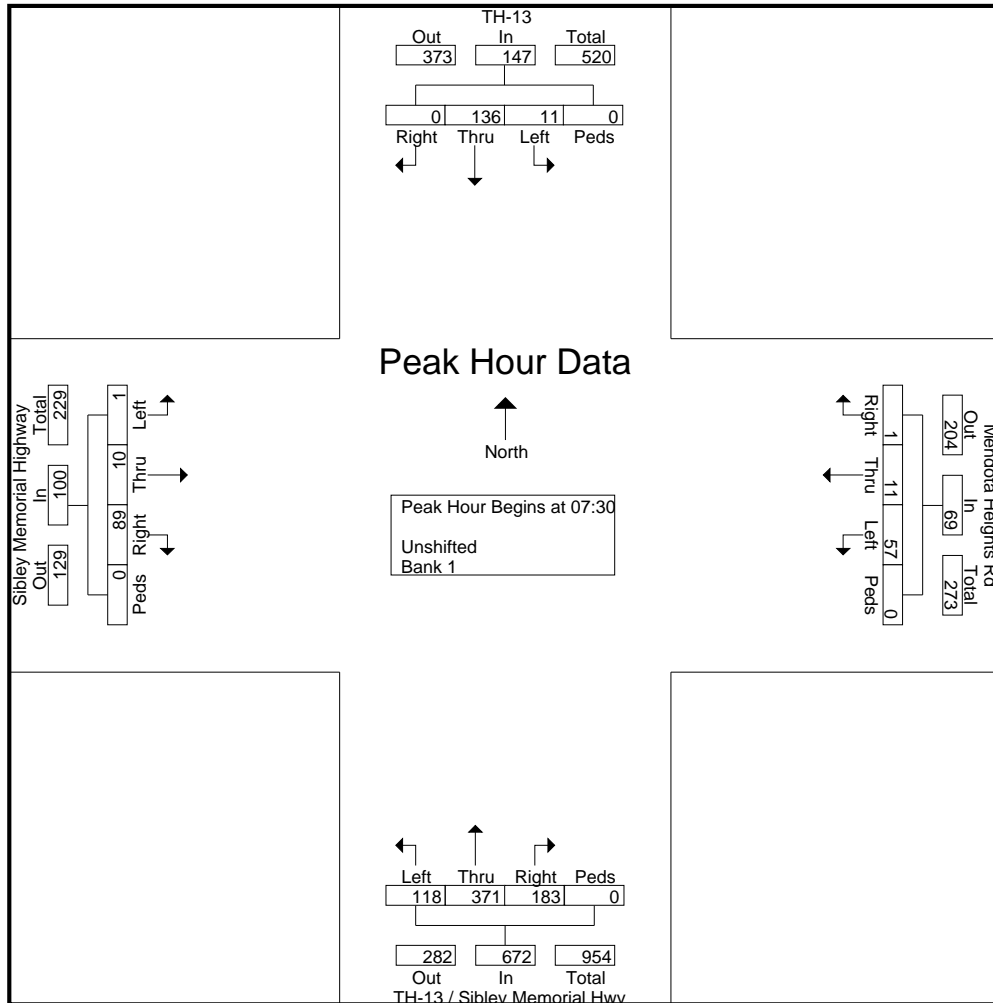 TH-13
Out In Total
373 147 520
0 136 11 0
Right Thru Left Peds
Peak Hour Data
North
Peak Hour Begins at 07:30
Unshifted
Bank 1
Sibley Memorial Highway
Out In Total
129 100 229
0 89 10 1
Peds Right Thru Left
Mendota Heights Rd
Out In Total
204 69 273
1 11 57 0
Right Thru Left Peds
Left Thru Right Peds
118 371 183 0
282 672 954
Out In Total
TH-13 / Sibley Memorial Hwy